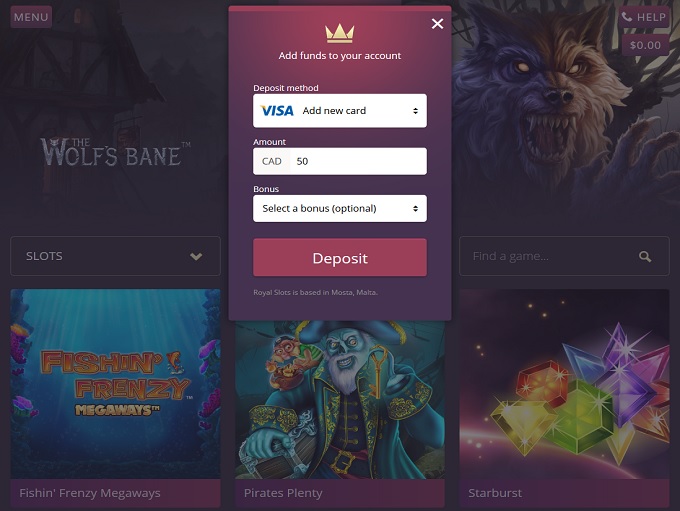 MENU
HELP
$0.00
Add funds to your account
Deposit method
VISA Add new card
Amount
CAD 50
Bonus
Select a bonus (optional)
Deposit
Royal Slots is based in Mosta, Malta.
THE
WOLF'S BANE™
SLOTS
Find a game...
FISHIN'
FRENZY™
MEGAWAYS™
Fishin' Frenzy Megaways
Pirates Plenty
Starburst